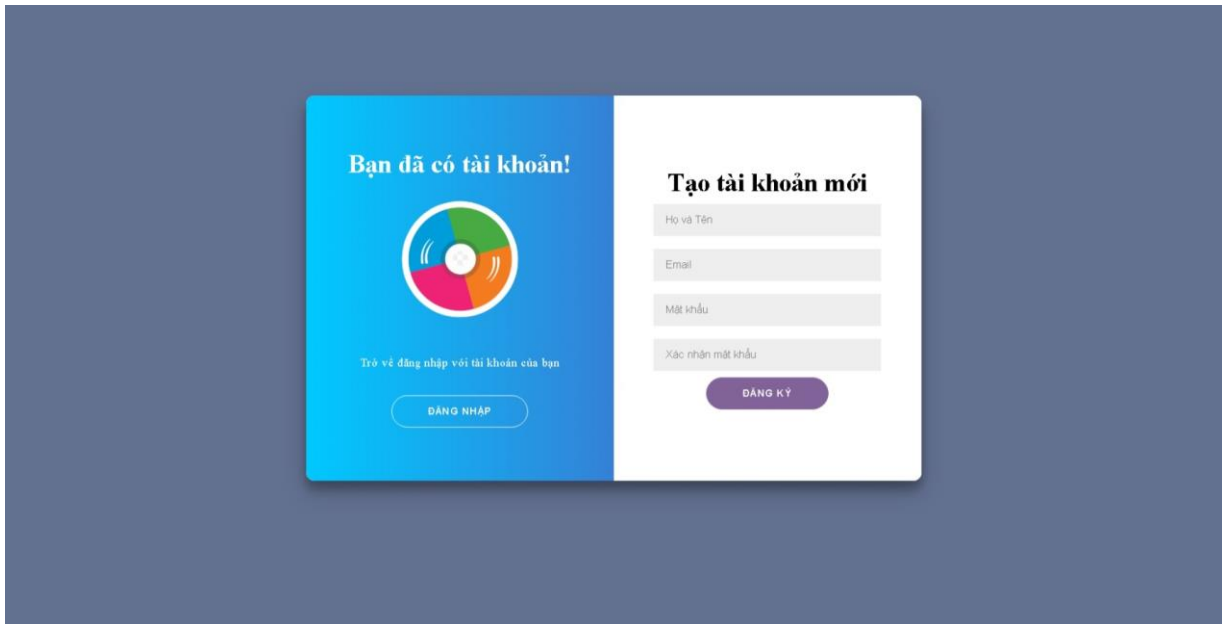 Bạn đã có tài khoản!
Trở về đăng nhập với tài khoản của bạn
ĐĂNG NHẬP
Tạo tài khoản mới
Họ và Tên
Email
Mật khẩu
Xác nhận mật khẩu
ĐĂNG KÝ